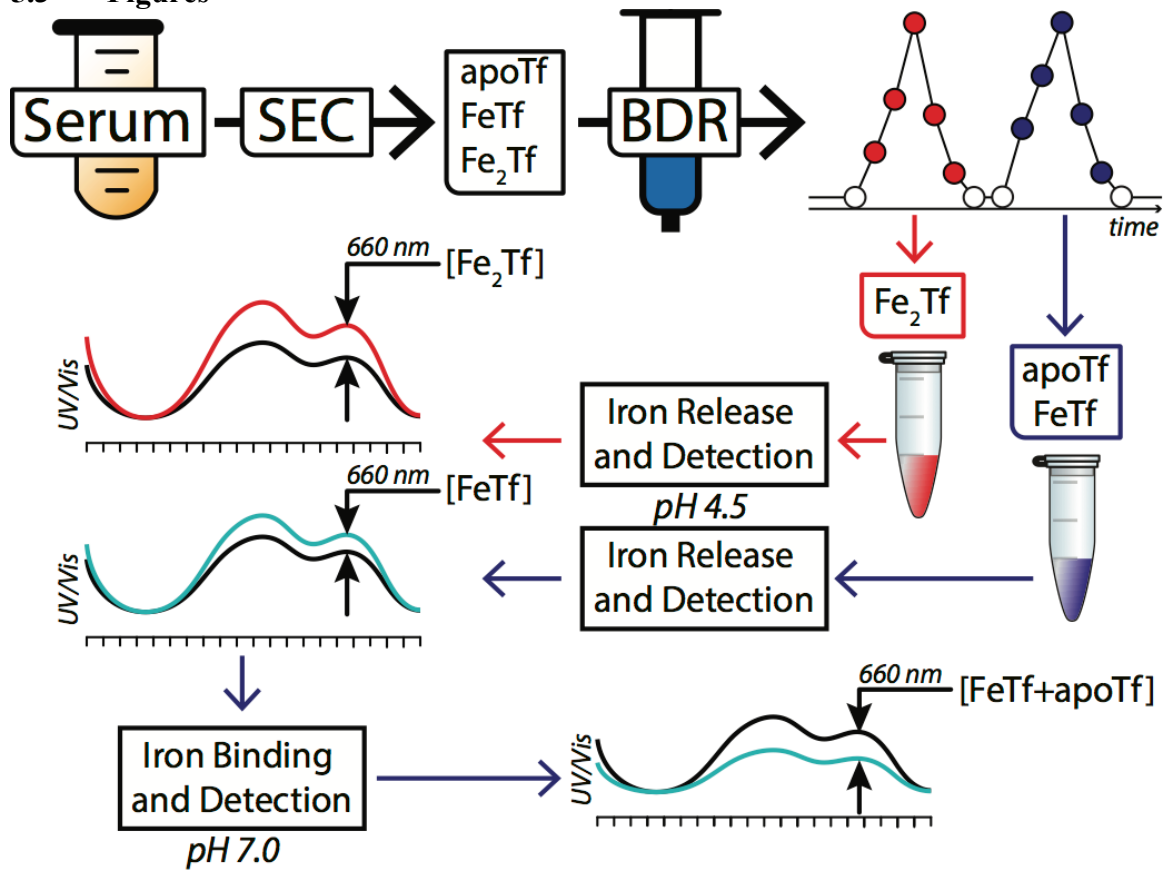 Figures
Serum
SEC
apoTf
FeTf
Fe₂Tf
BDR
time
Fe₂Tf
apoTf
FeTf
660 nm
[Fe₂Tf]
UV/Vis
Iron Release
and Detection
pH 4.5
660 nm
[FeTf]
UV/Vis
Iron Release
and Detection
Iron Binding
and Detection
pH 7.0
660 nm
[FeTf+apoTf]
UV/Vis